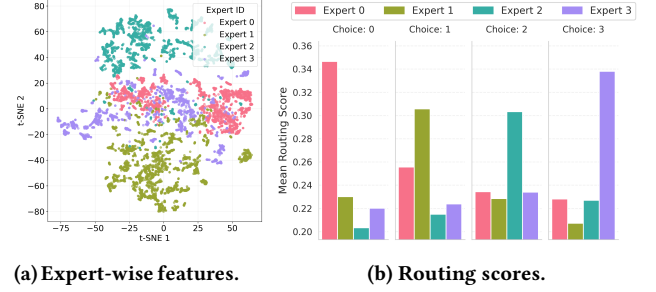 80
60
40
20
0
−20
−40
−60
−80
t-SNE 2
−75
−50
−25
0
25
50
t-SNE 1
Expert ID
Expert 0
Expert 1
Expert 2
Expert 3
(a) Expert-wise features.
Expert 0 Expert 1 Expert 2 Expert 3
Choice: 0 Choice: 1 Choice: 2 Choice: 3
0.36
0.34
0.32
0.30
0.28
0.26
0.24
0.22
0.20
Mean Routing Score
(b) Routing scores.